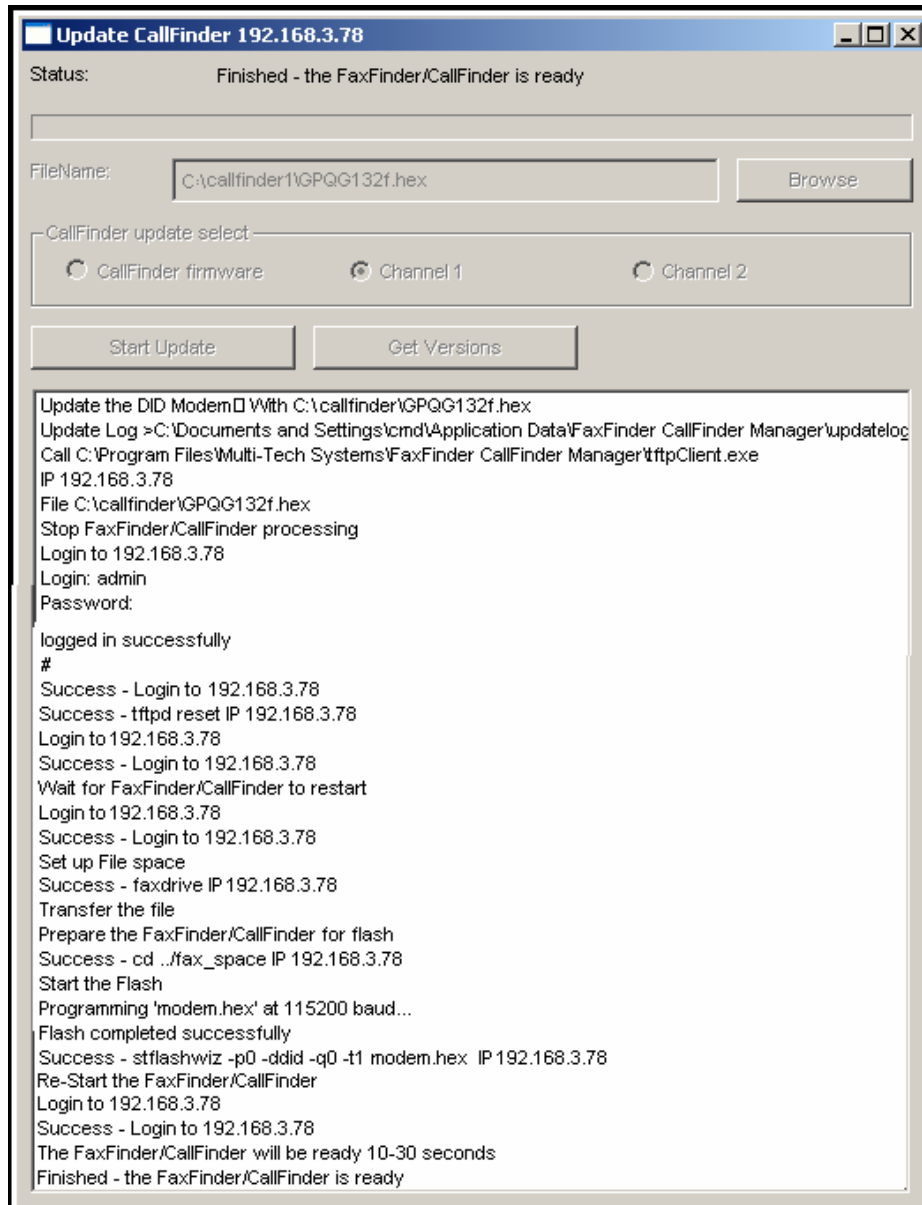 Update CallFinder 192.168.3.78
Status: Finished - the FaxFinder/CallFinder is ready
FileName: C:\callfinder1\GPQG132f.hex Browse
CallFinder update select
CallFinder firmware Channel 1 Channel 2
Start Update Get Versions
Update the DID Modem□ With C:\callfinder\GPQG132f.hex
Update Log >C:\Documents and Settings\cmd\Application Data\FaxFinder CallFinder Manager\updatelog
Call C:\Program Files\Multi-Tech Systems\FaxFinder CallFinder Manager\tftpClient.exe
IP 192.168.3.78
File C:\callfinder\GPQG132f.hex
Stop FaxFinder/CallFinder processing
Login to 192.168.3.78
Login: admin
Password:
logged in successfully
#
Success - Login to 192.168.3.78
Success - tftpd reset IP 192.168.3.78
Login to 192.168.3.78
Success - Login to 192.168.3.78
Wait for FaxFinder/CallFinder to restart
Login to 192.168.3.78
Success - Login to 192.168.3.78
Set up File space
Success - faxdrive IP 192.168.3.78
Transfer the file
Prepare the FaxFinder/CallFinder for flash
Success - cd ../fax_space IP 192.168.3.78
Start the Flash
Programming 'modem.hex' at 115200 baud...
Flash completed successfully
Success - stflashwiz -p0 -ddid -q0 -t1 modem.hex IP 192.168.3.78
Re-Start the FaxFinder/CallFinder
Login to 192.168.3.78
Success - Login to 192.168.3.78
The FaxFinder/CallFinder will be ready 10-30 seconds
Finished - the FaxFinder/CallFinder is ready